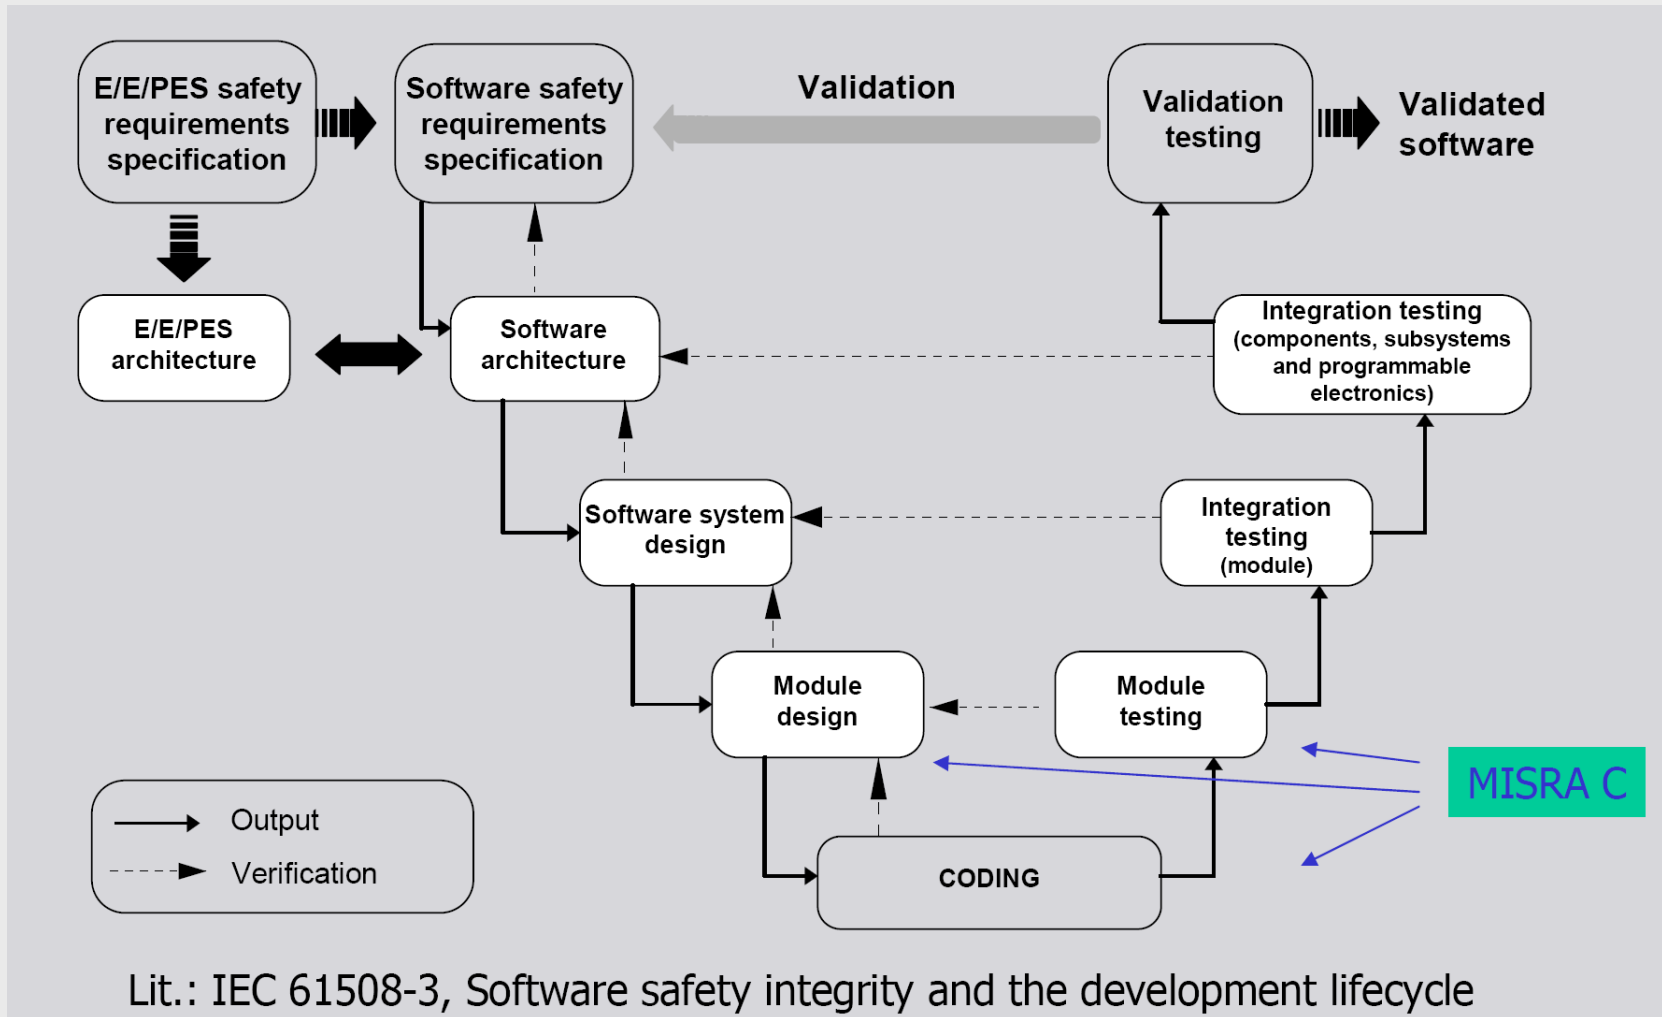 E/E/PES safety
requirements
specification
Software safety
requirements
specification
Validation
Validation
testing
Validated
software
E/E/PES
architecture
Software
architecture
Integration testing
(components, subsystems
and programmable
electronics)
Software system
design
Integration
testing
(module)
Module
design
Module
testing
MISRA C
Output
Verification
CODING
Lit.: IEC 61508-3, Software safety integrity and the development lifecycle